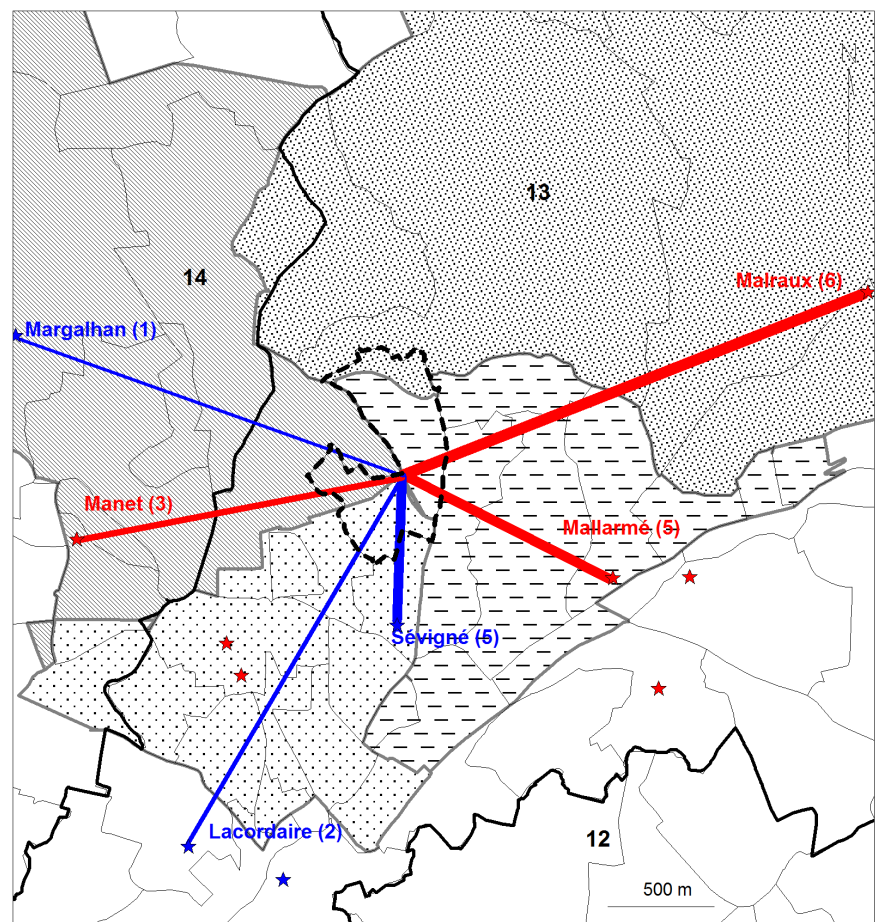 N
13
14
Malraux (6)
Margalhan (1)
Manet (3)
Mallarmé (5)
Sévigné (5)
Lacordaire (2)
12
500 m